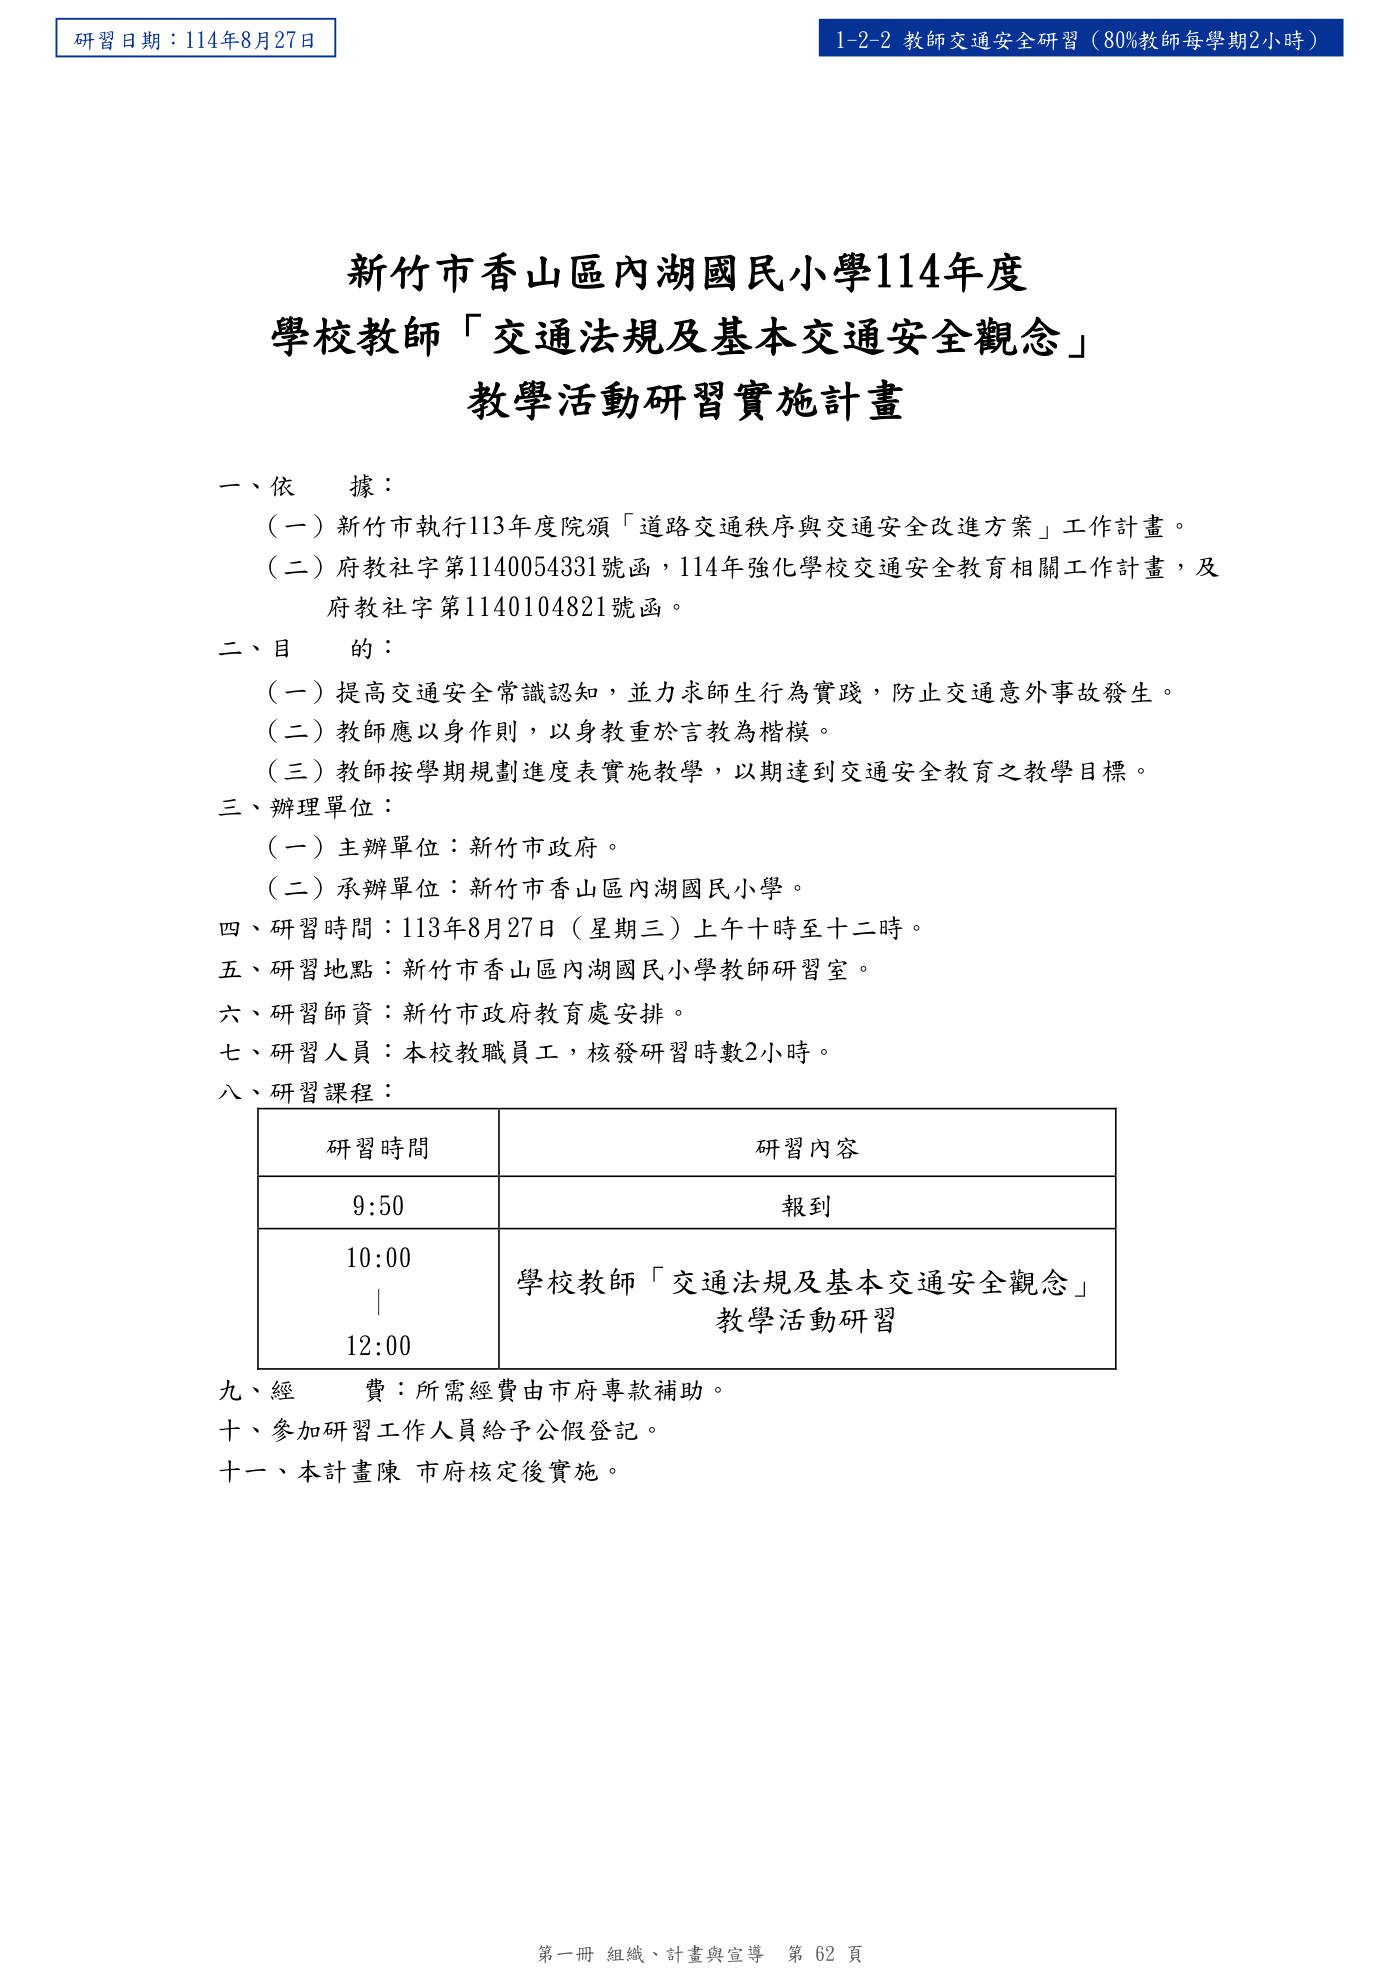 研習日期：114年8月27日
1-2-2 教師交通安全研習（80%教師每學期2小時）
新竹市香山區內湖國民小學114年度
學校教師「交通法規及基本交通安全觀念」
教學活動研習實施計畫
一、依　　據：
（一）新竹市執行113年度院頒「道路交通秩序與交通安全改進方案」工作計畫。
（二）府教社字第1140054331號函，114年強化學校交通安全教育相關工作計畫，及
府教社字第1140104821號函。
二、目　　的：
（一）提高交通安全常識認知，並力求師生行為實踐，防止交通意外事故發生。
（二）教師應以身作則，以身教重於言教為楷模。
（三）教師按學期規劃進度表實施教學，以期達到交通安全教育之教學目標。
三、辦理單位：
（一）主辦單位：新竹市政府。
（二）承辦單位：新竹市香山區內湖國民小學。
四、研習時間：113年8月27日（星期三）上午十時至十二時。
五、研習地點：新竹市香山區內湖國民小學教師研習室。
六、研習師資：新竹市政府教育處安排。
七、研習人員：本校教職員工，核發研習時數2小時。
八、研習課程：
研習時間　研習內容
9:50　報到
10:00
｜
12:00
學校教師「交通法規及基本交通安全觀念」
教學活動研習
九、經　　費：所需經費由市府專款補助。
十、參加研習工作人員給予公假登記。
十一、本計畫陳 市府核定後實施。
第一冊 組織、計畫與宣導　第 62 頁